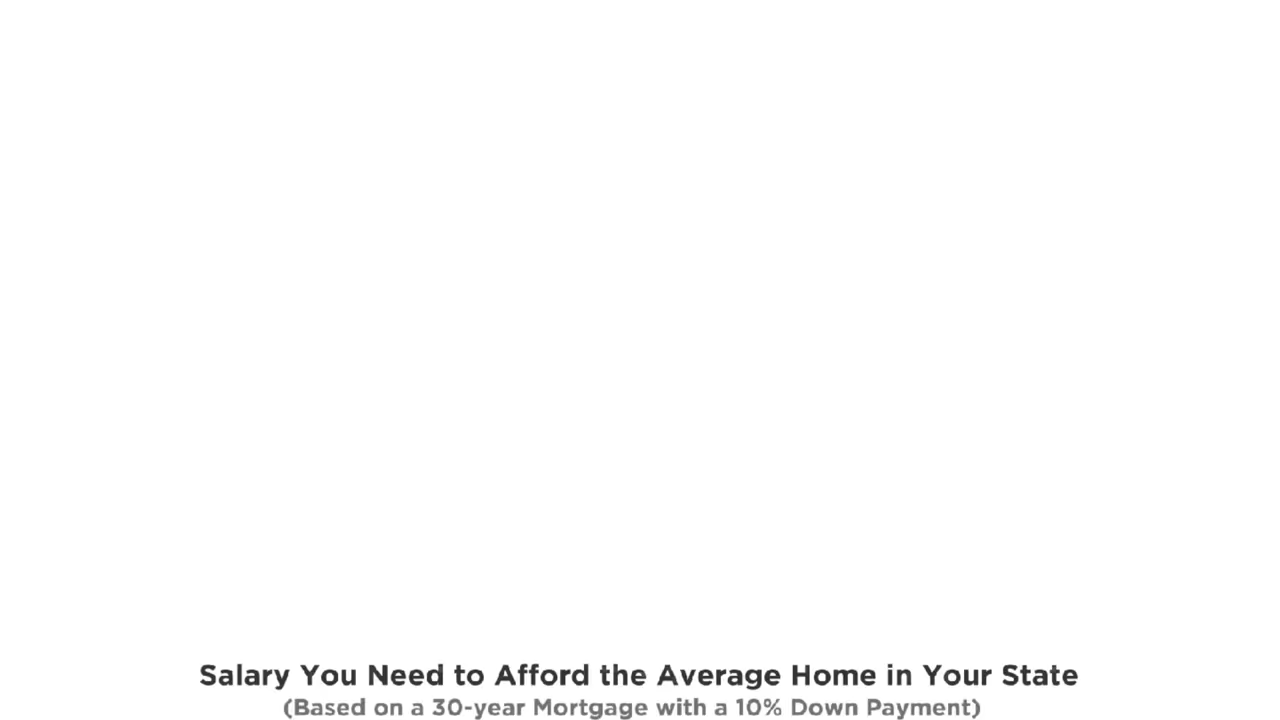 Salary You Need to Afford the Average Home in Your State
(Based on a 30-year Mortgage with a 10% Down Payment)